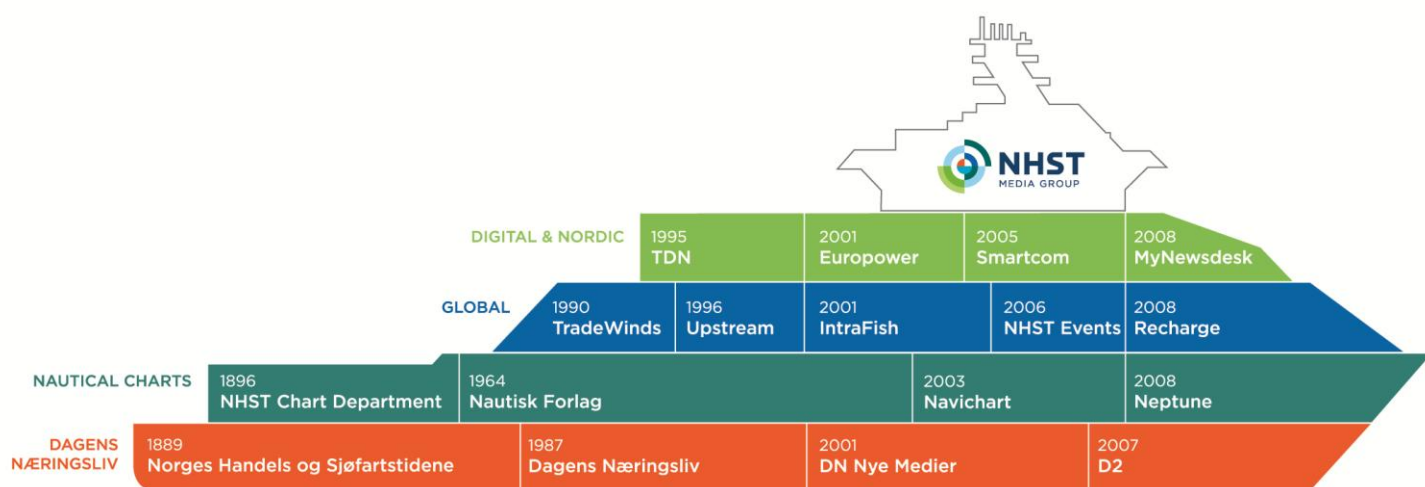 NHST
MEDIA GROUP
DIGITAL & NORDIC
1995
TDN
2001
Europower
2005
Smartcom
2008
MyNewsdesk
GLOBAL
1990
TradeWinds
1996
Upstream
2001
IntraFish
2006
NHST Events
2008
Recharge
NAUTICAL CHARTS
1896
NHST Chart Department
1964
Nautisk Forlag
2003
Navichart
2008
Neptune
DAGENS
NÆRINGSLIV
1889
Norges Handels og Sjøfartstidene
1987
Dagens Næringsliv
2001
DN Nye Medier
2007
D2